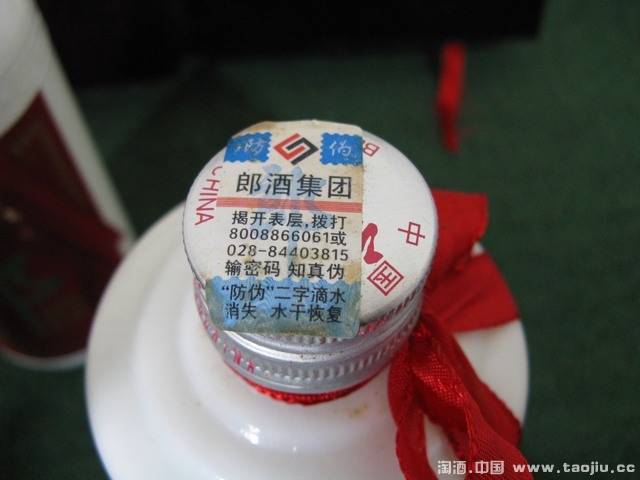 防 伪
郎酒集团
揭开表层,拨打
8008866061或
028-84403815
输密码 知真伪
“防伪”二字滴水
消失 水干恢复
CHINA
中
国
淘酒.中国 www.taojiu.cc